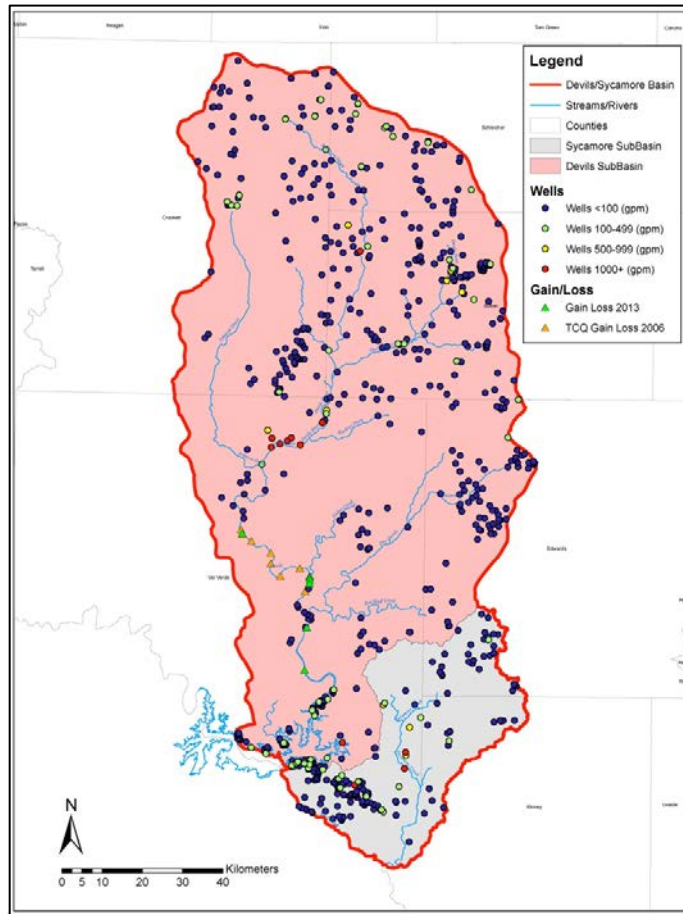 Reagan
Irion
Tom Green
Concho
Legend
Devils/Sycamore Basin
Streams/Rivers
Counties
Sycamore SubBasin
Devils SubBasin
Wells
Wells <100 (gpm)
Wells 100-499 (gpm)
Wells 500-999 (gpm)
Wells 1000+ (gpm)
Gain/Loss
Gain Loss 2013
TCQ Gain Loss 2006
Schleicher
Crockett
Pecos
Terrell
Sutton
Edwards
Val Verde
Kinney
Uvalde
N
Kilometers
0 5 10 20 30 40